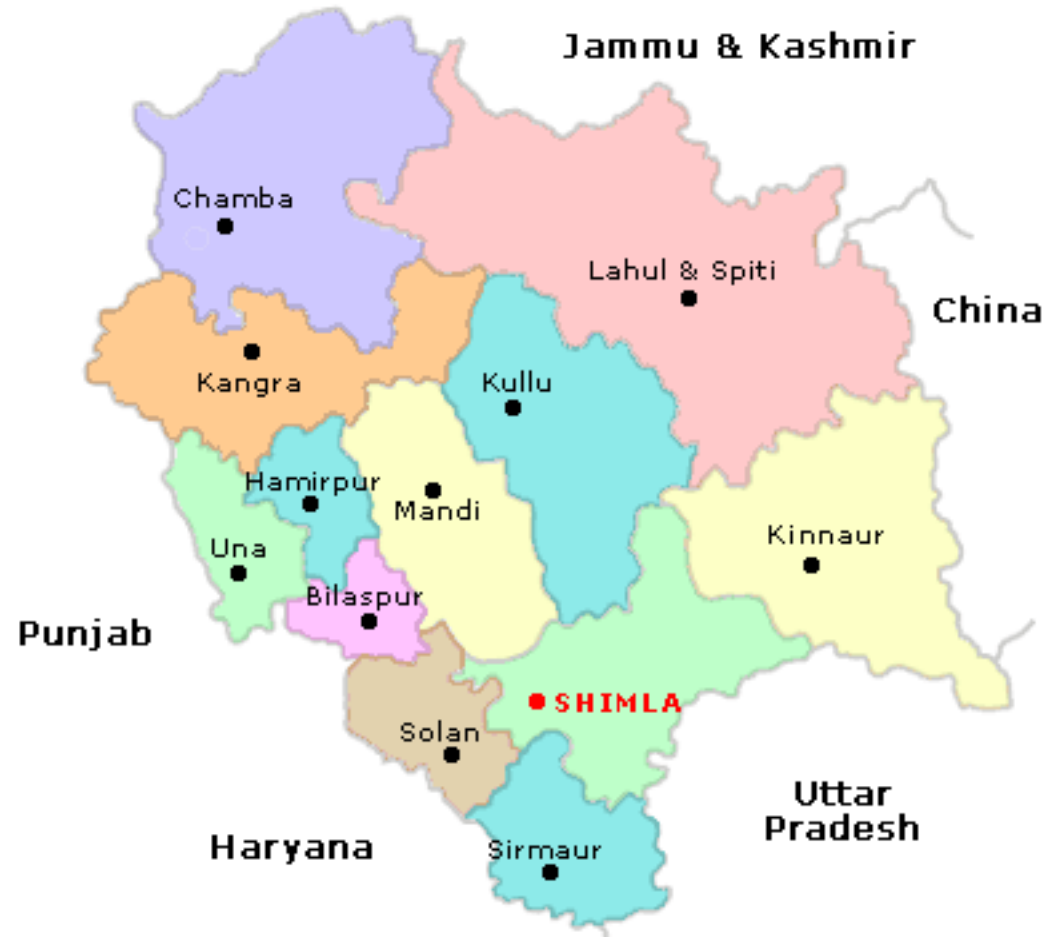 Jammu & Kashmir
Chamba
Lahul & Spiti
China
Kangra
Kullu
Hamirpur
Mandi
Kinnaur
Una
Bilaspur
Punjab
SHIMLA
Solan
Uttar
Pradesh
Haryana
Sirmaur